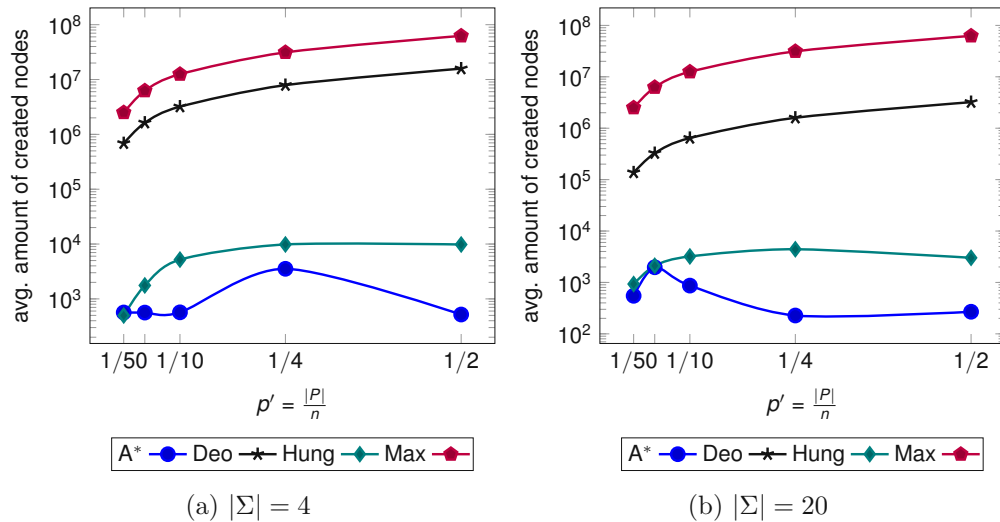 avg. amount of created nodes
10^8
10^7
10^6
10^5
10^4
10^3
1/50 1/10 1/4 1/2
p′ = |P|/n
A* Deo Hung Max
(a) |Σ| = 4
avg. amount of created nodes
10^8
10^7
10^6
10^5
10^4
10^3
10^2
1/50 1/10 1/4 1/2
p′ = |P|/n
A* Deo Hung Max
(b) |Σ| = 20